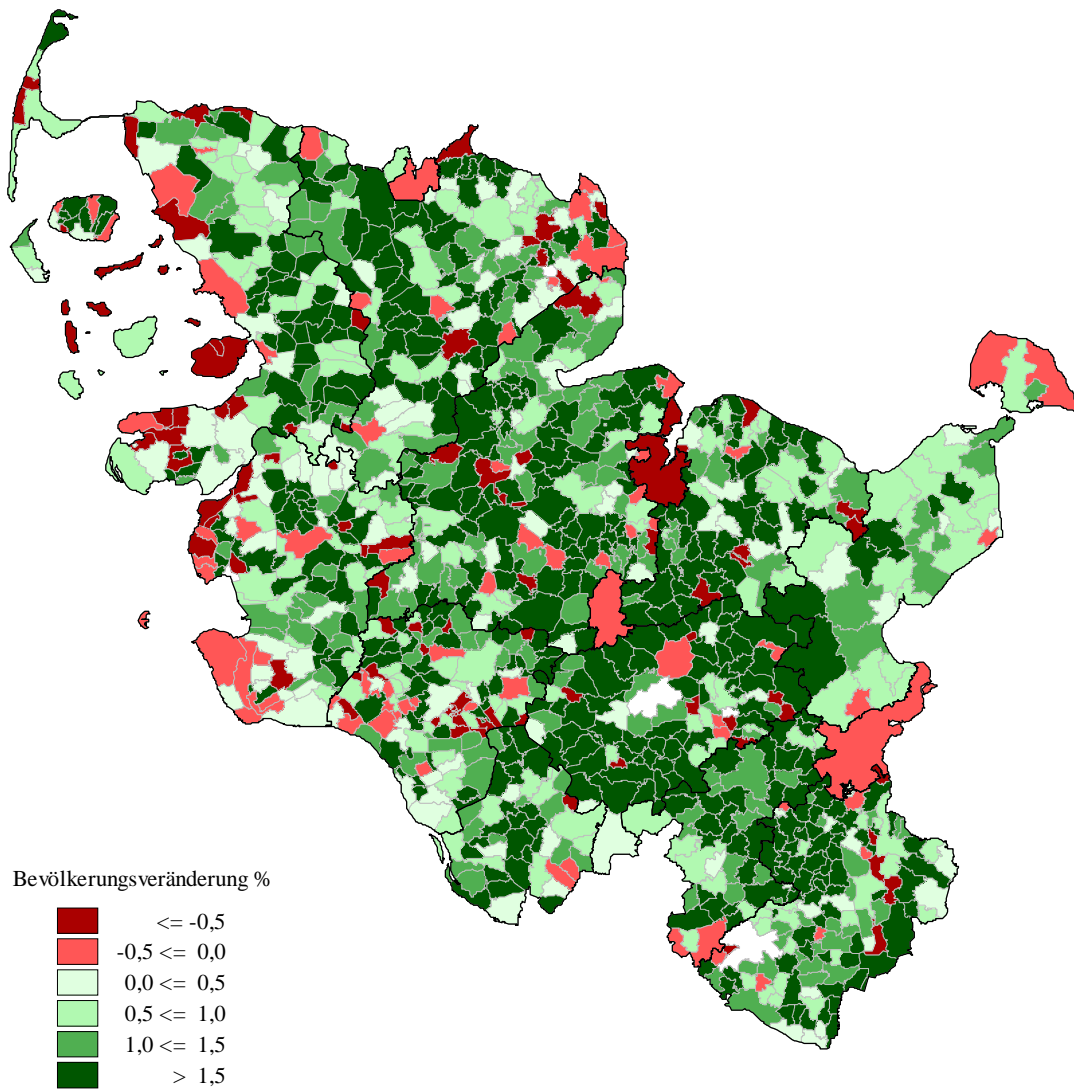 Bevölkerungsveränderung %
<= -0,5
-0,5 <= 0,0
0,0 <= 0,5
0,5 <= 1,0
1,0 <= 1,5
> 1,5